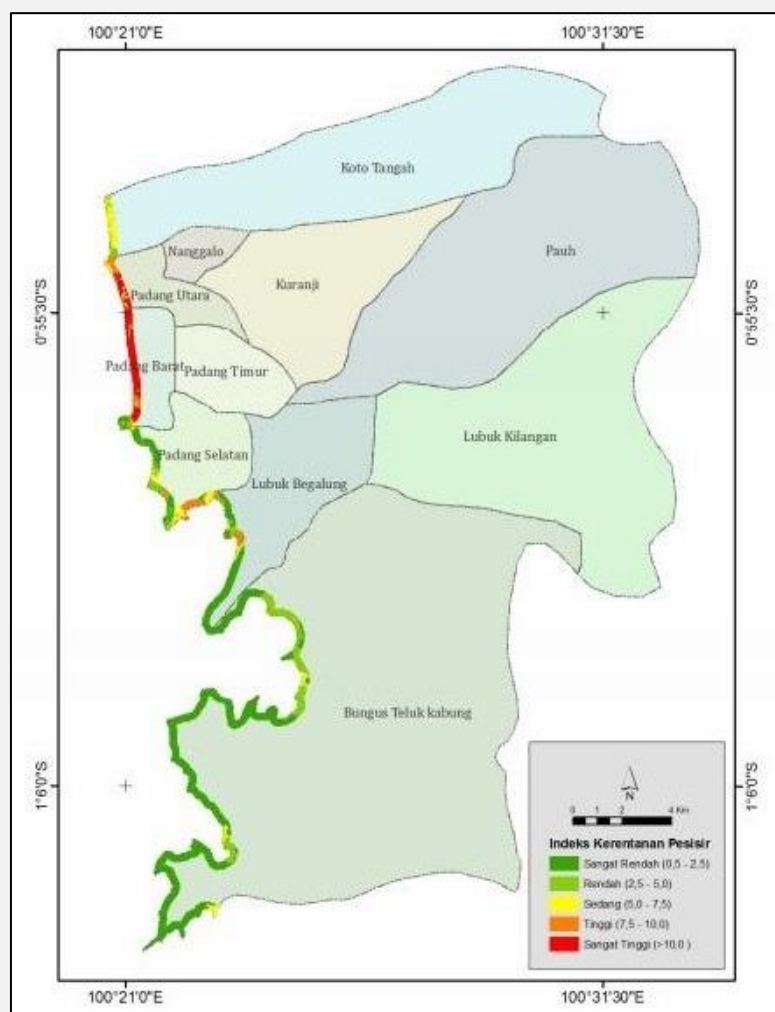 100°21'0"E 100°31'30"E
Koto Tangah
Nanggalo
Pauh
Kuranji
Padang Utara
0°55'30"S 0°55'30"S
Padang Barat
Padang Timur
Lubuk Kilangan
Padang Selatan
Lubuk Begalung
Bungus Teluk kabung
1°6'0"S 1°6'0"S
N
0 1 2 4 Km
Indeks Kerentanan Pesisir
Sangat Rendah (0,5 - 2,5)
Rendah (2,5 - 5,0)
Sedang (5,0 - 7,5)
Tinggi (7,5 - 10,0)
Sangat Tinggi (>10,0 )
100°21'0"E 100°31'30"E